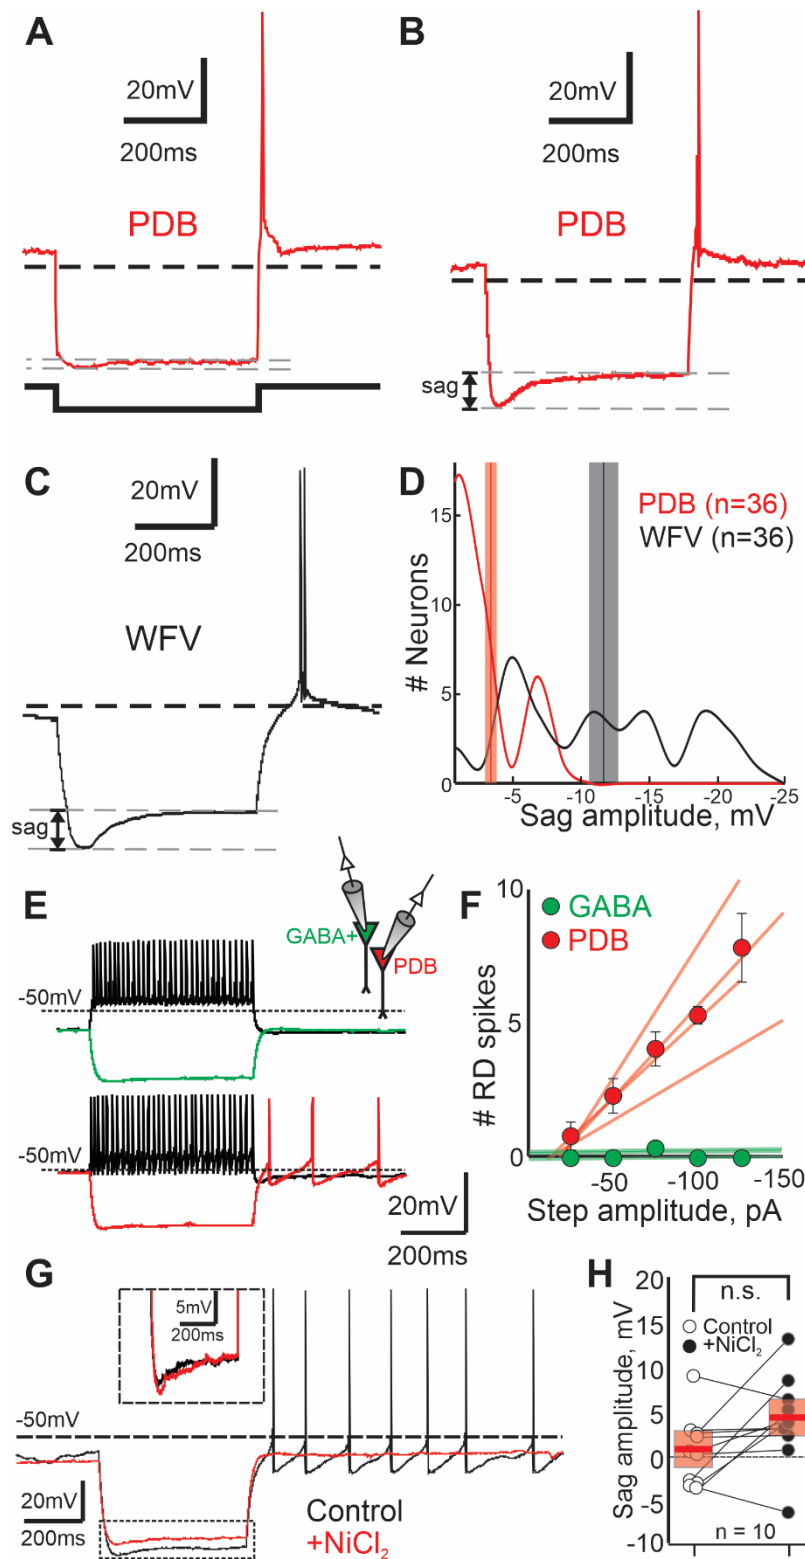 A
20mV
200ms
PDB
B
20mV
200ms
PDB
sag
C
20mV
200ms
WFV
sag
D
PDB (n=36)
WFV (n=36)
# Neurons
15
10
5
0
-5
-10
-15
-20
-25
Sag amplitude, mV
E
GABA+
PDB
-50mV
-50mV
20mV
200ms
F
GABA
PDB
# RD spikes
10
5
0
-50
-100
-150
Step amplitude, pA
G
5mV
200ms
-50mV
20mV
200ms
Control
+NiCl₂
H
n.s.
Control
+NiCl₂
Sag amplitude, mV
20
15
10
5
0
-5
-10
n = 10